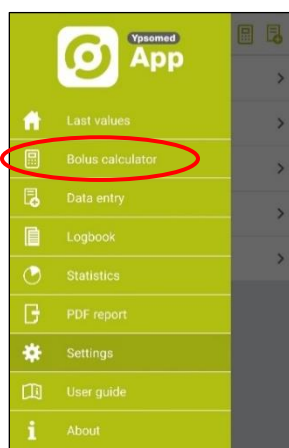 Ypsomed
App
Last values
Bolus calculator
Data entry
Logbook
Statistics
PDF report
Settings
User guide
About